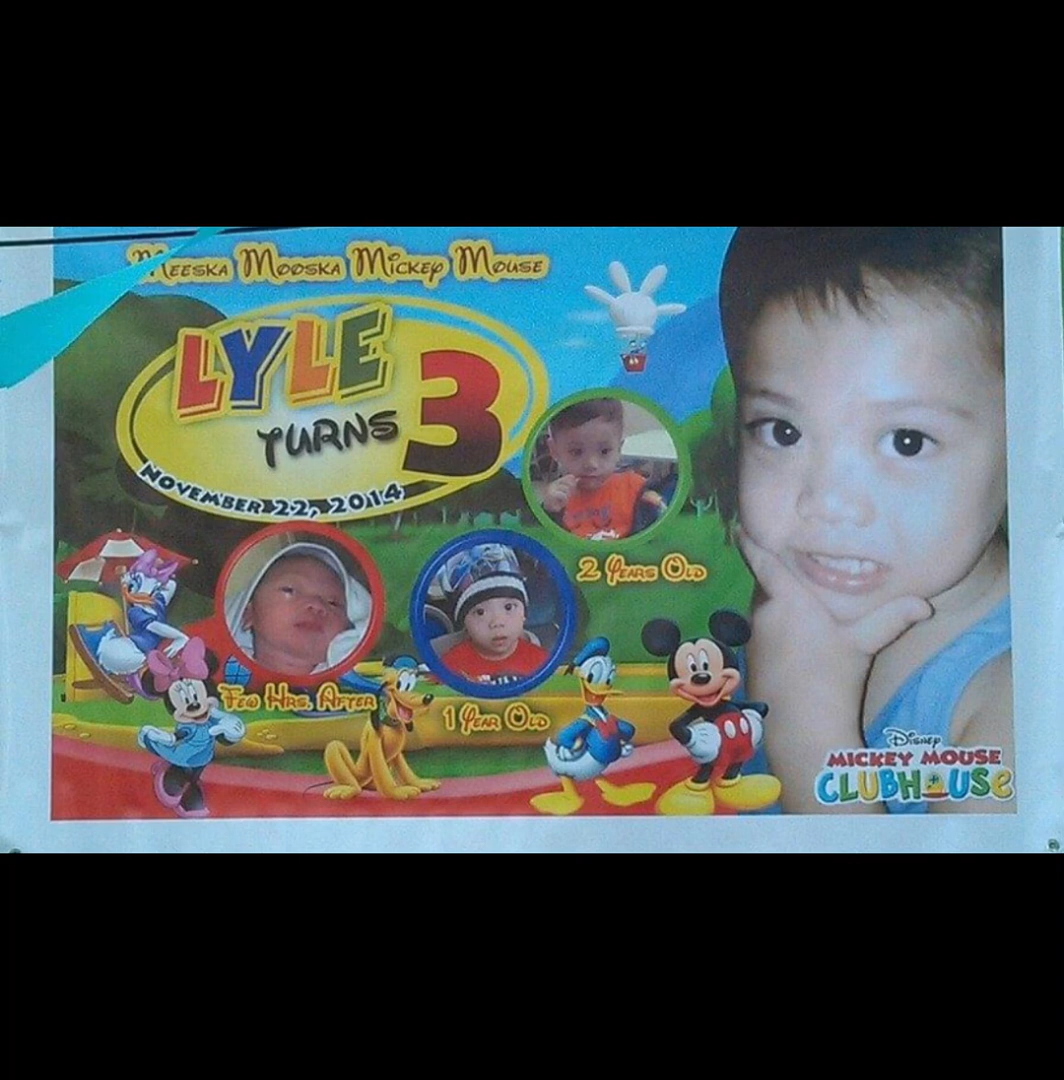 Meeska Mooska Mickey Mouse
LYLE
TURNS 3
NOVEMBER 22, 2014
2 Years Old
Few Hrs. After
1 Year Old
Disney
MICKEY MOUSE
CLUBHOUSE